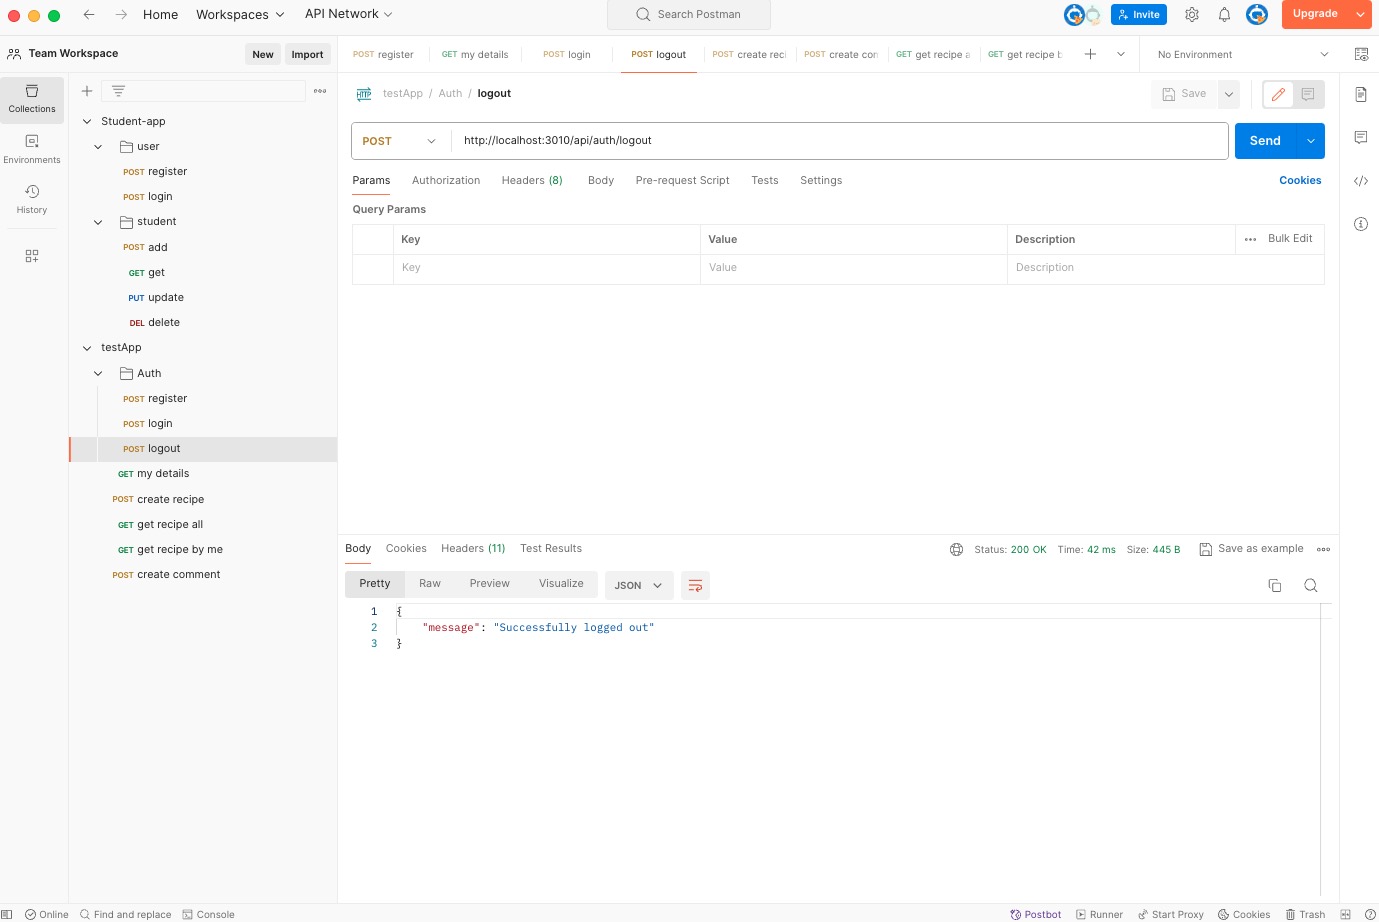 Home Workspaces API Network Search Postman Invite Upgrade
Team Workspace New Import POST register GET my details POST login POST logout POST create reci POST create con GET get recipe a GET get recipe b No Environment
Collections
Environments
History
Student-app
user
POST register
POST login
student
POST add
GET get
PUT update
DEL delete
testApp
Auth
POST register
POST login
POST logout
GET my details
POST create recipe
GET get recipe all
GET get recipe by me
POST create comment
HTTP testApp / Auth / logout Save
POST http://localhost:3010/api/auth/logout Send
Params Authorization Headers (8) Body Pre-request Script Tests Settings Cookies
Query Params
Key Value Description Bulk Edit
Key Value Description
Body Cookies Headers (11) Test Results Status: 200 OK Time: 42 ms Size: 445 B Save as example
Pretty Raw Preview Visualize JSON
1 {
2 "message": "Successfully logged out"
3 }
Online Find and replace Console Postbot Runner Start Proxy Cookies Trash